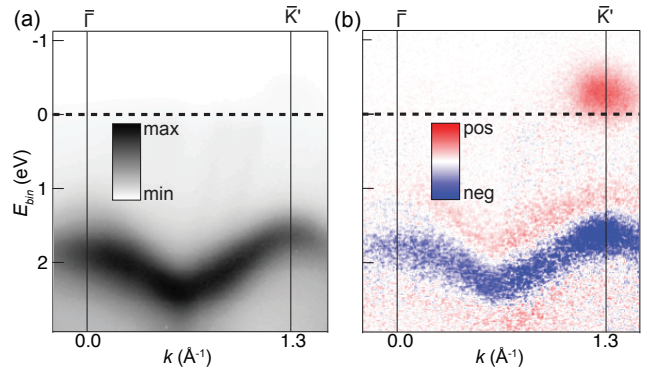 (a)
Γ̄
K̄'
-1
0
1
2
E_bin (eV)
max
min
0.0
1.3
k (Å⁻¹)
(b)
Γ̄
K̄'
pos
neg
0.0
1.3
k (Å⁻¹)